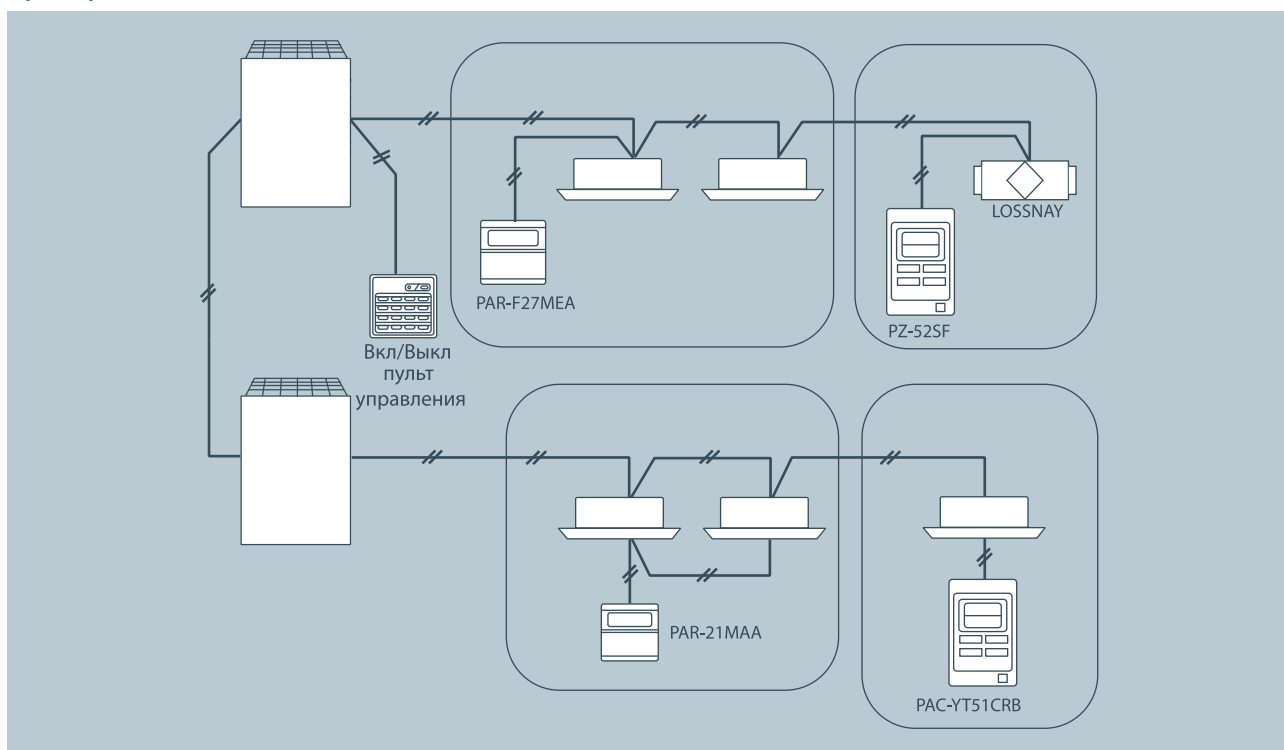 LOSSNAY
PAR-F27MEA
PZ-52SF
Вкл/Выкл
пульт
управления
PAR-21MAA
PAC-YT51CRB